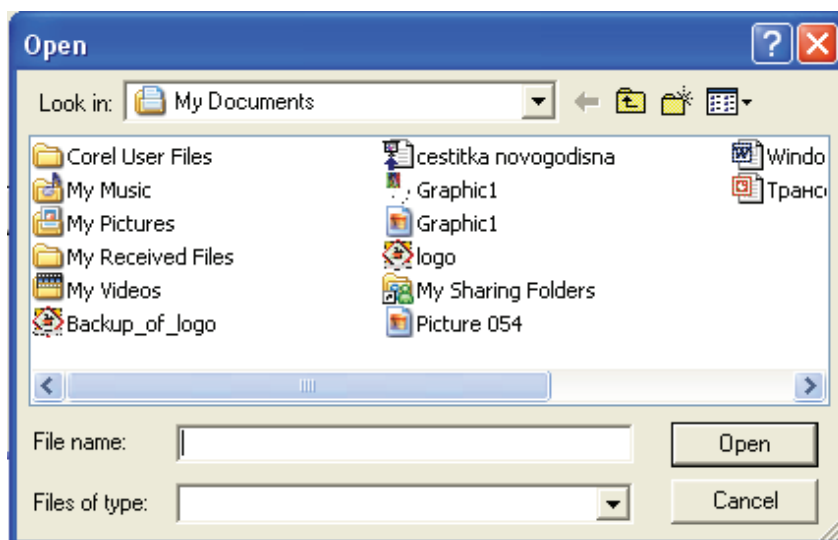 Open
Look in: My Documents
Corel User Files
My Music
My Pictures
My Received Files
My Videos
Backup_of_logo
cestitka novogodisna
Graphic1
Graphic1
logo
My Sharing Folders
Picture 054
Windo
Транс
File name:
Open
Files of type:
Cancel